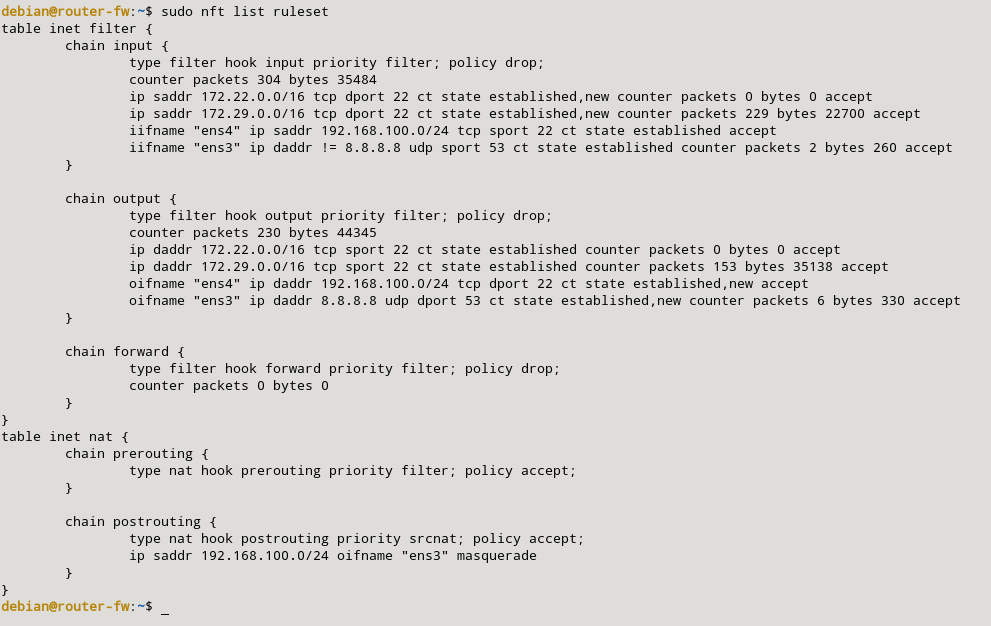 debian@router-fw:~$ sudo nft list ruleset
table inet filter {
        chain input {
                type filter hook input priority filter; policy drop;
                counter packets 304 bytes 35484
                ip saddr 172.22.0.0/16 tcp dport 22 ct state established,new counter packets 0 bytes 0 accept
                ip saddr 172.29.0.0/16 tcp dport 22 ct state established,new counter packets 229 bytes 22700 accept
                iifname "ens4" ip saddr 192.168.100.0/24 tcp sport 22 ct state established accept
                iifname "ens3" ip daddr != 8.8.8.8 udp sport 53 ct state established counter packets 2 bytes 260 accept
        }

        chain output {
                type filter hook output priority filter; policy drop;
                counter packets 230 bytes 44345
                ip daddr 172.22.0.0/16 tcp sport 22 ct state established counter packets 0 bytes 0 accept
                ip daddr 172.29.0.0/16 tcp sport 22 ct state established counter packets 153 bytes 35138 accept
                oifname "ens4" ip daddr 192.168.100.0/24 tcp dport 22 ct state established,new accept
                oifname "ens3" ip daddr 8.8.8.8 udp dport 53 ct state established,new counter packets 6 bytes 330 accept
        }

        chain forward {
                type filter hook forward priority filter; policy drop;
                counter packets 0 bytes 0
        }
}
table inet nat {
        chain prerouting {
                type nat hook prerouting priority filter; policy accept;
        }

        chain postrouting {
                type nat hook postrouting priority srcnat; policy accept;
                ip saddr 192.168.100.0/24 oifname "ens3" masquerade
        }
}
debian@router-fw:~$ _